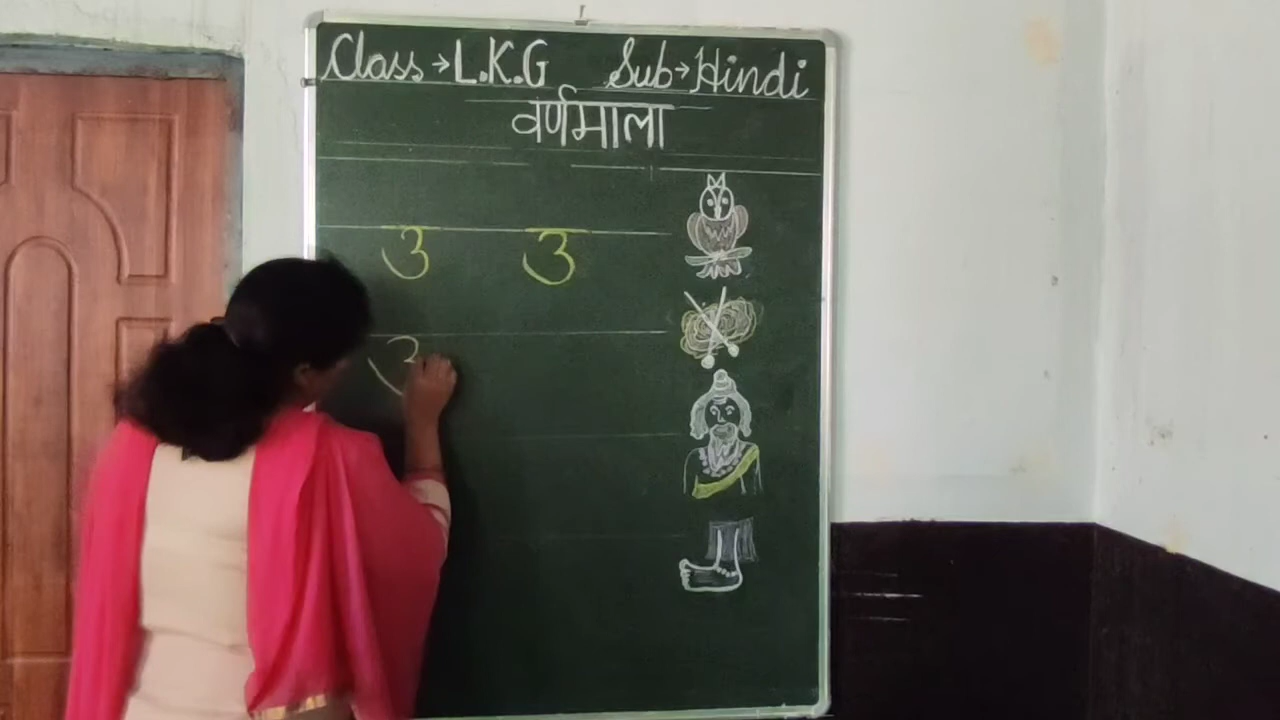 Class → L.K.G Sub → Hindi
वर्णमाला
उ उ